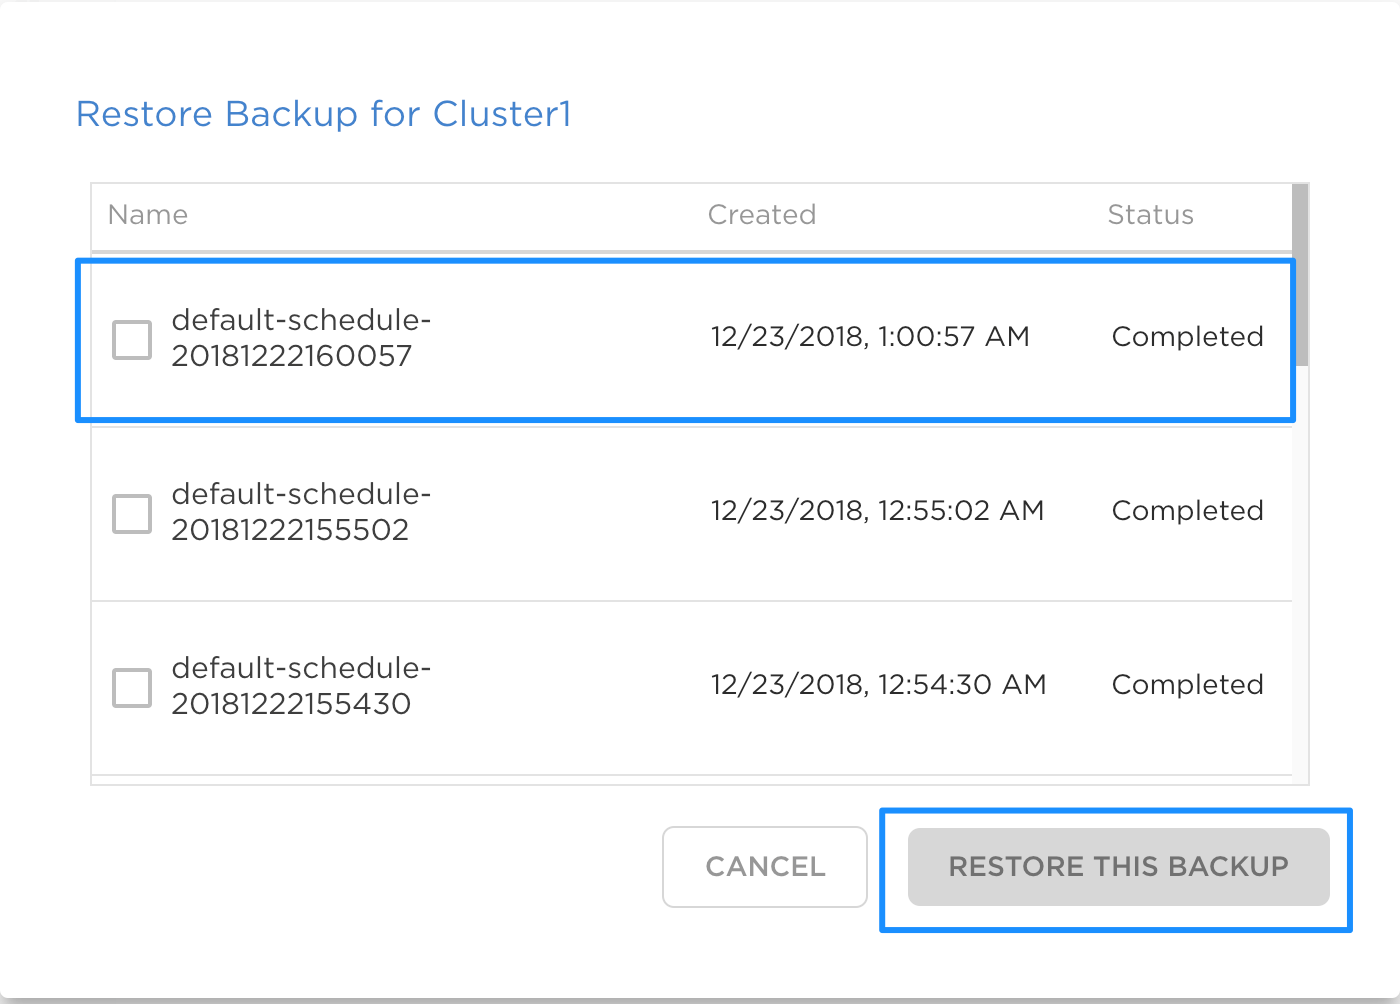 Restore Backup for Cluster1
Name Created Status
default-schedule-
20181222160057
12/23/2018, 1:00:57 AM Completed
default-schedule-
20181222155502
12/23/2018, 12:55:02 AM Completed
default-schedule-
20181222155430
12/23/2018, 12:54:30 AM Completed
CANCEL RESTORE THIS BACKUP